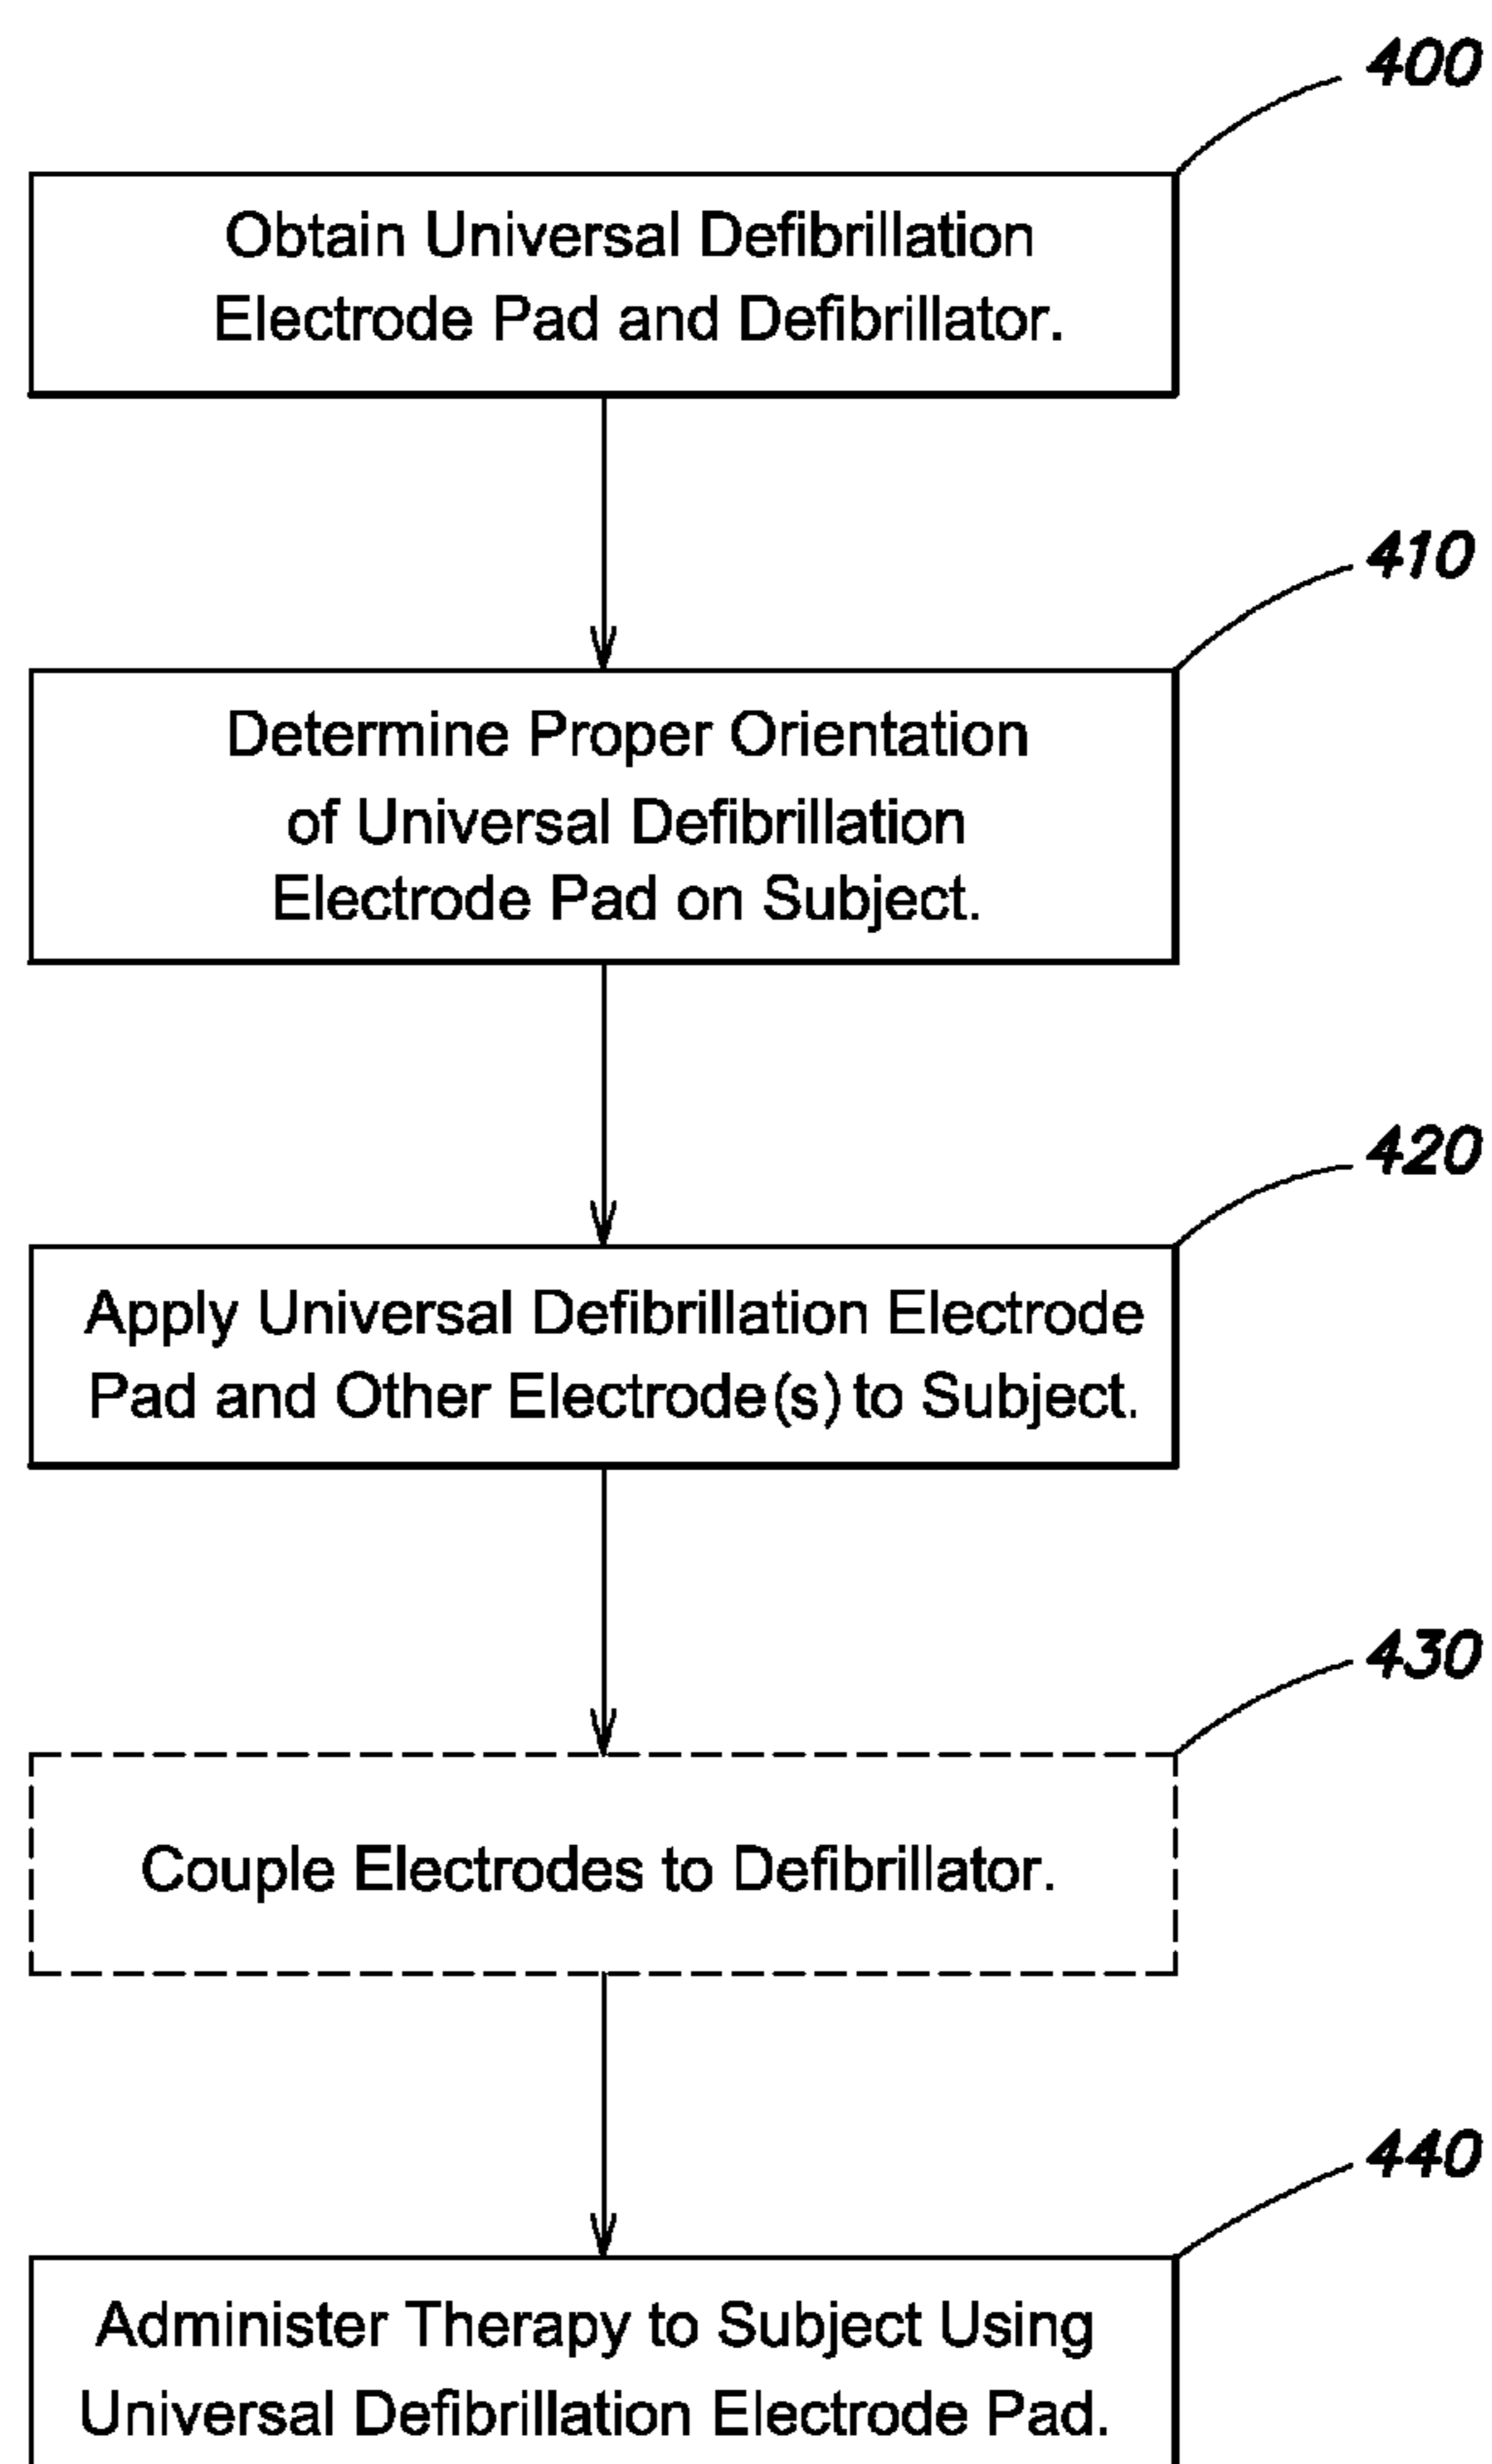 400
Obtain Universal Defibrillation
Electrode Pad and Defibrillator.
410
Determine Proper Orientation
of Universal Defibrillation
Electrode Pad on Subject.
420
Apply Universal Defibrillation Electrode
Pad and Other Electrode(s) to Subject.
430
Couple Electrodes to Defibrillator.
440
Administer Therapy to Subject Using
Universal Defibrillation Electrode Pad.